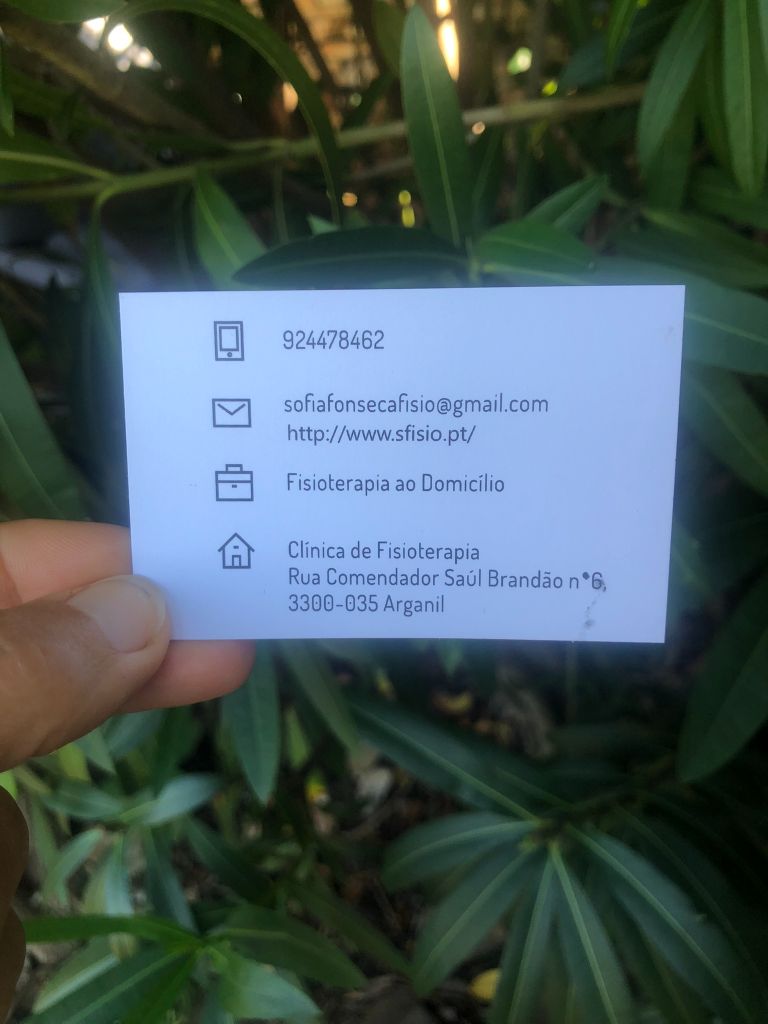 924478462
sofiafonsecafisio@gmail.com
http://www.sfisio.pt/
Fisioterapia ao Domicílio
Clínica de Fisioterapia
Rua Comendador Saúl Brandão nº6,
3300-035 Arganil